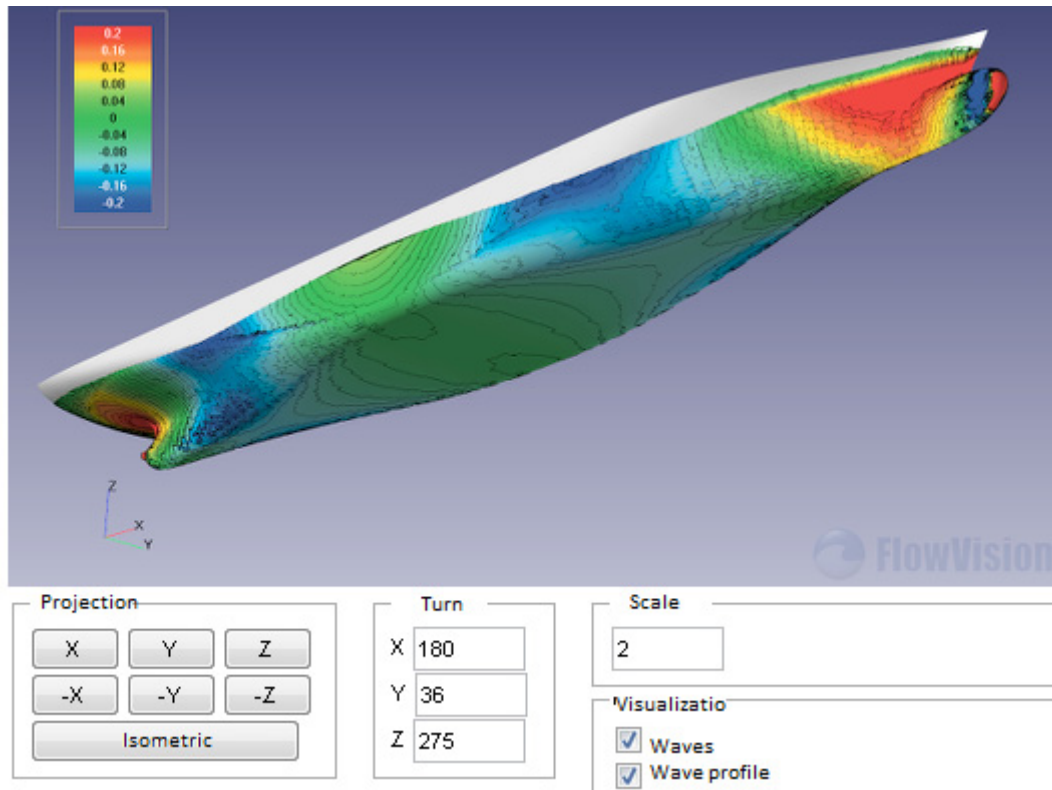 0.2
0.16
0.12
0.08
0.04
0
-0.04
-0.08
-0.12
-0.16
-0.2
Z
X
Y
FlowVision
Projection
X Y Z
-X -Y -Z
Isometric
Turn
X 180
Y 36
Z 275
Scale
2
Visualizatio
Waves
Wave profile